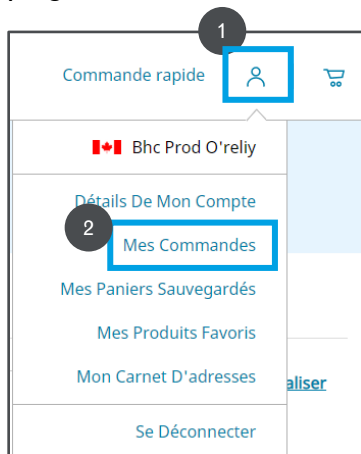 1
Commande rapide
Bhc Prod O'reliy
Détails De Mon Compte
2
Mes Commandes
Mes Paniers Sauvegardés
Mes Produits Favoris
Mon Carnet D'adresses
aliser
Se Déconnecter